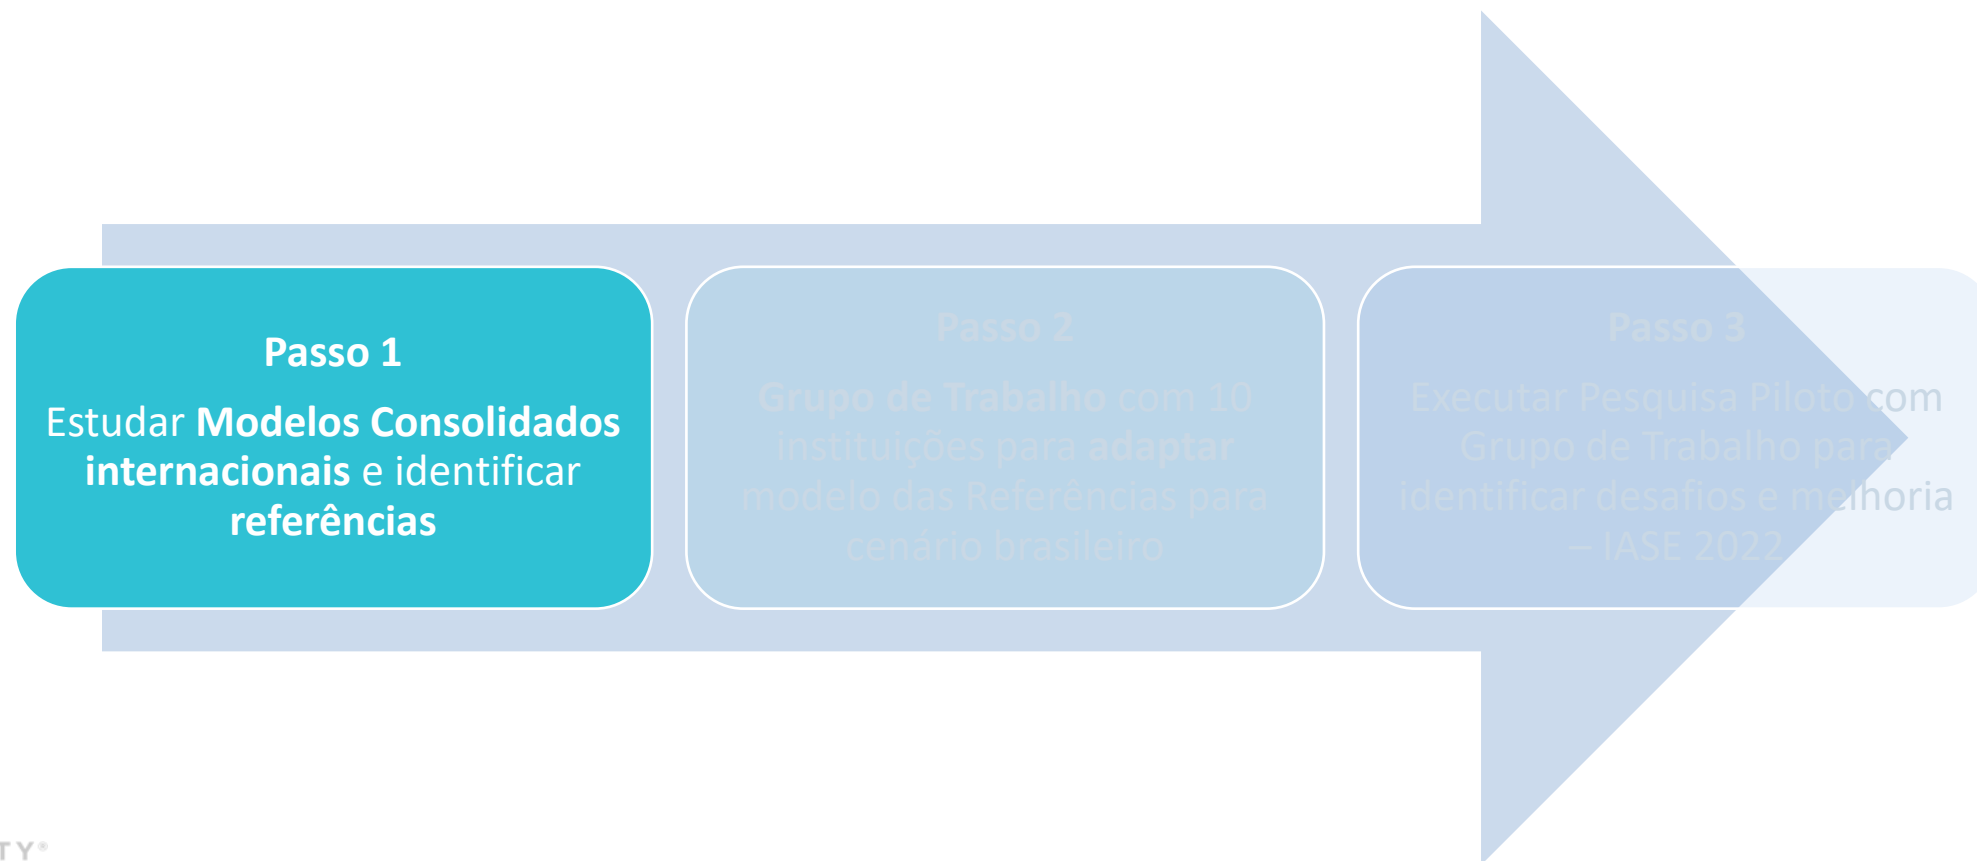 Passo 1
Estudar Modelos Consolidados
internacionais e identificar
referências
Passo 2
Grupo de Trabalho com 10
instituições para adaptar
modelo das Referências para
cenário brasileiro
Passo 3
Executar Pesquisa Piloto com
Grupo de Trabalho para
identificar desafios e melhoria
– IASE 2022
TY®